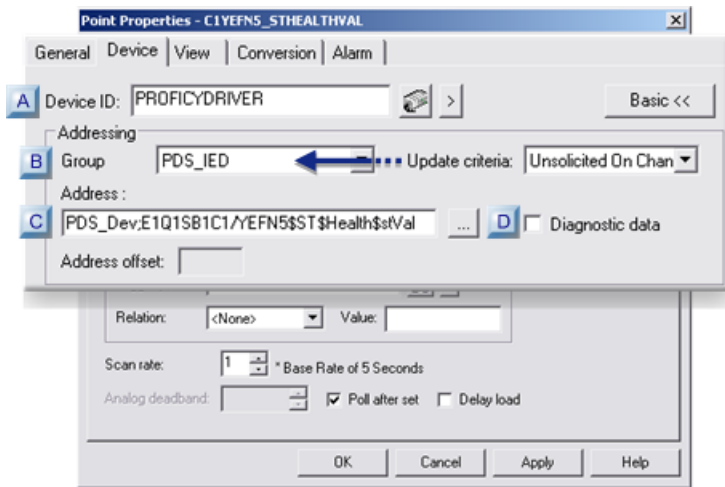 Point Properties - C1YEFN5_STHEALTHVAL
General Device View Conversion Alarm
A Device ID: PROFICYDRIVER > Basic <<
Addressing
B Group PDS_IED Update criteria: Unsolicited On Chan
Address :
C PDS_Dev;E1Q1SB1C1/YEFN5$ST$Health$stVal ... D Diagnostic data
Address offset:
Relation: <None> Value:
Scan rate: 1 * Base Rate of 5 Seconds
Analog deadband: Poll after set Delay load
OK Cancel Apply Help